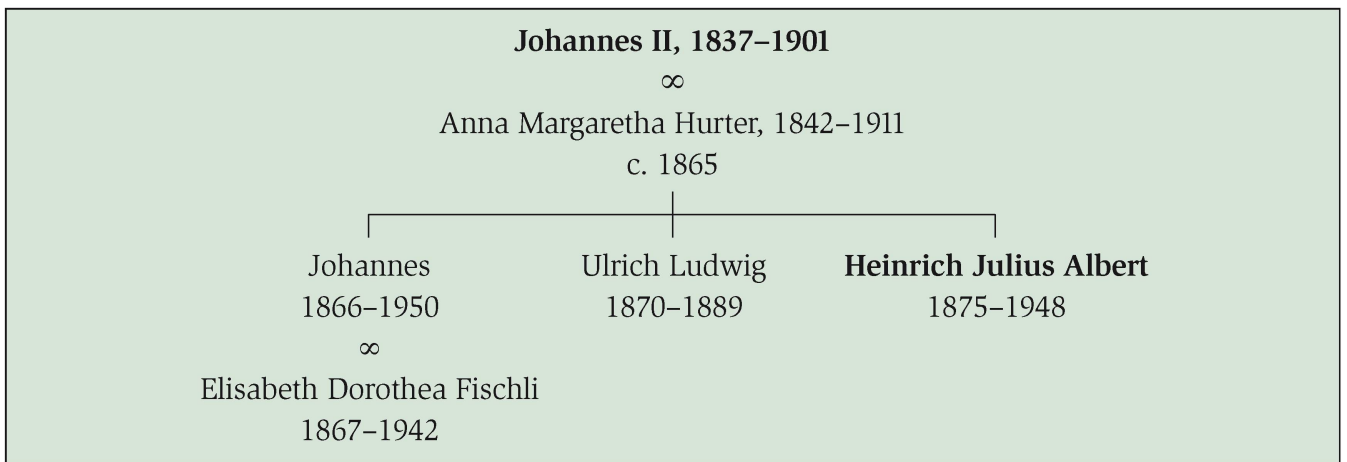 Johannes II, 1837–1901
∞
Anna Margaretha Hurter, 1842–1911
c. 1865
Johannes
1866–1950
∞
Elisabeth Dorothea Fischli
1867–1942
Ulrich Ludwig
1870–1889
Heinrich Julius Albert
1875–1948